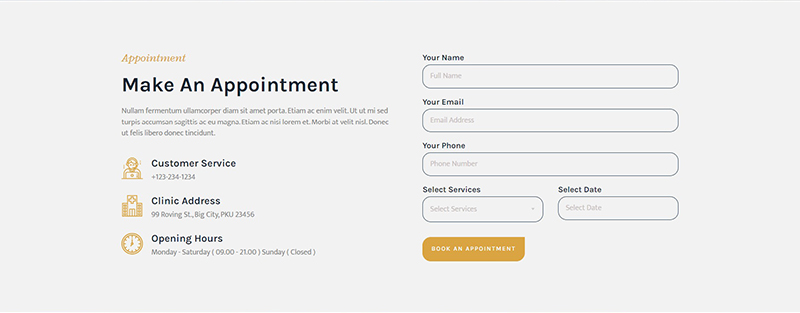 Appointment
Make An Appointment
Nullam fermentum ullamcorper diam sit amet porta. Etiam ac enim velit. Ut ut mi sed
turpis accumsan sagittis ac eu magna. Etiam ac nisi lorem et. Morbi at velit nisl. Donec
ut felis libero donec tincidunt.
Customer Service
+123-234-1234
Clinic Address
99 Roving St., Big City, PKU 23456
Opening Hours
Monday - Saturday ( 09.00 - 21.00 ) Sunday ( Closed )
Your Name
Full Name
Your Email
Email Address
Your Phone
Phone Number
Select Services
Select Services
Select Date
Select Date
BOOK AN APPOINTMENT